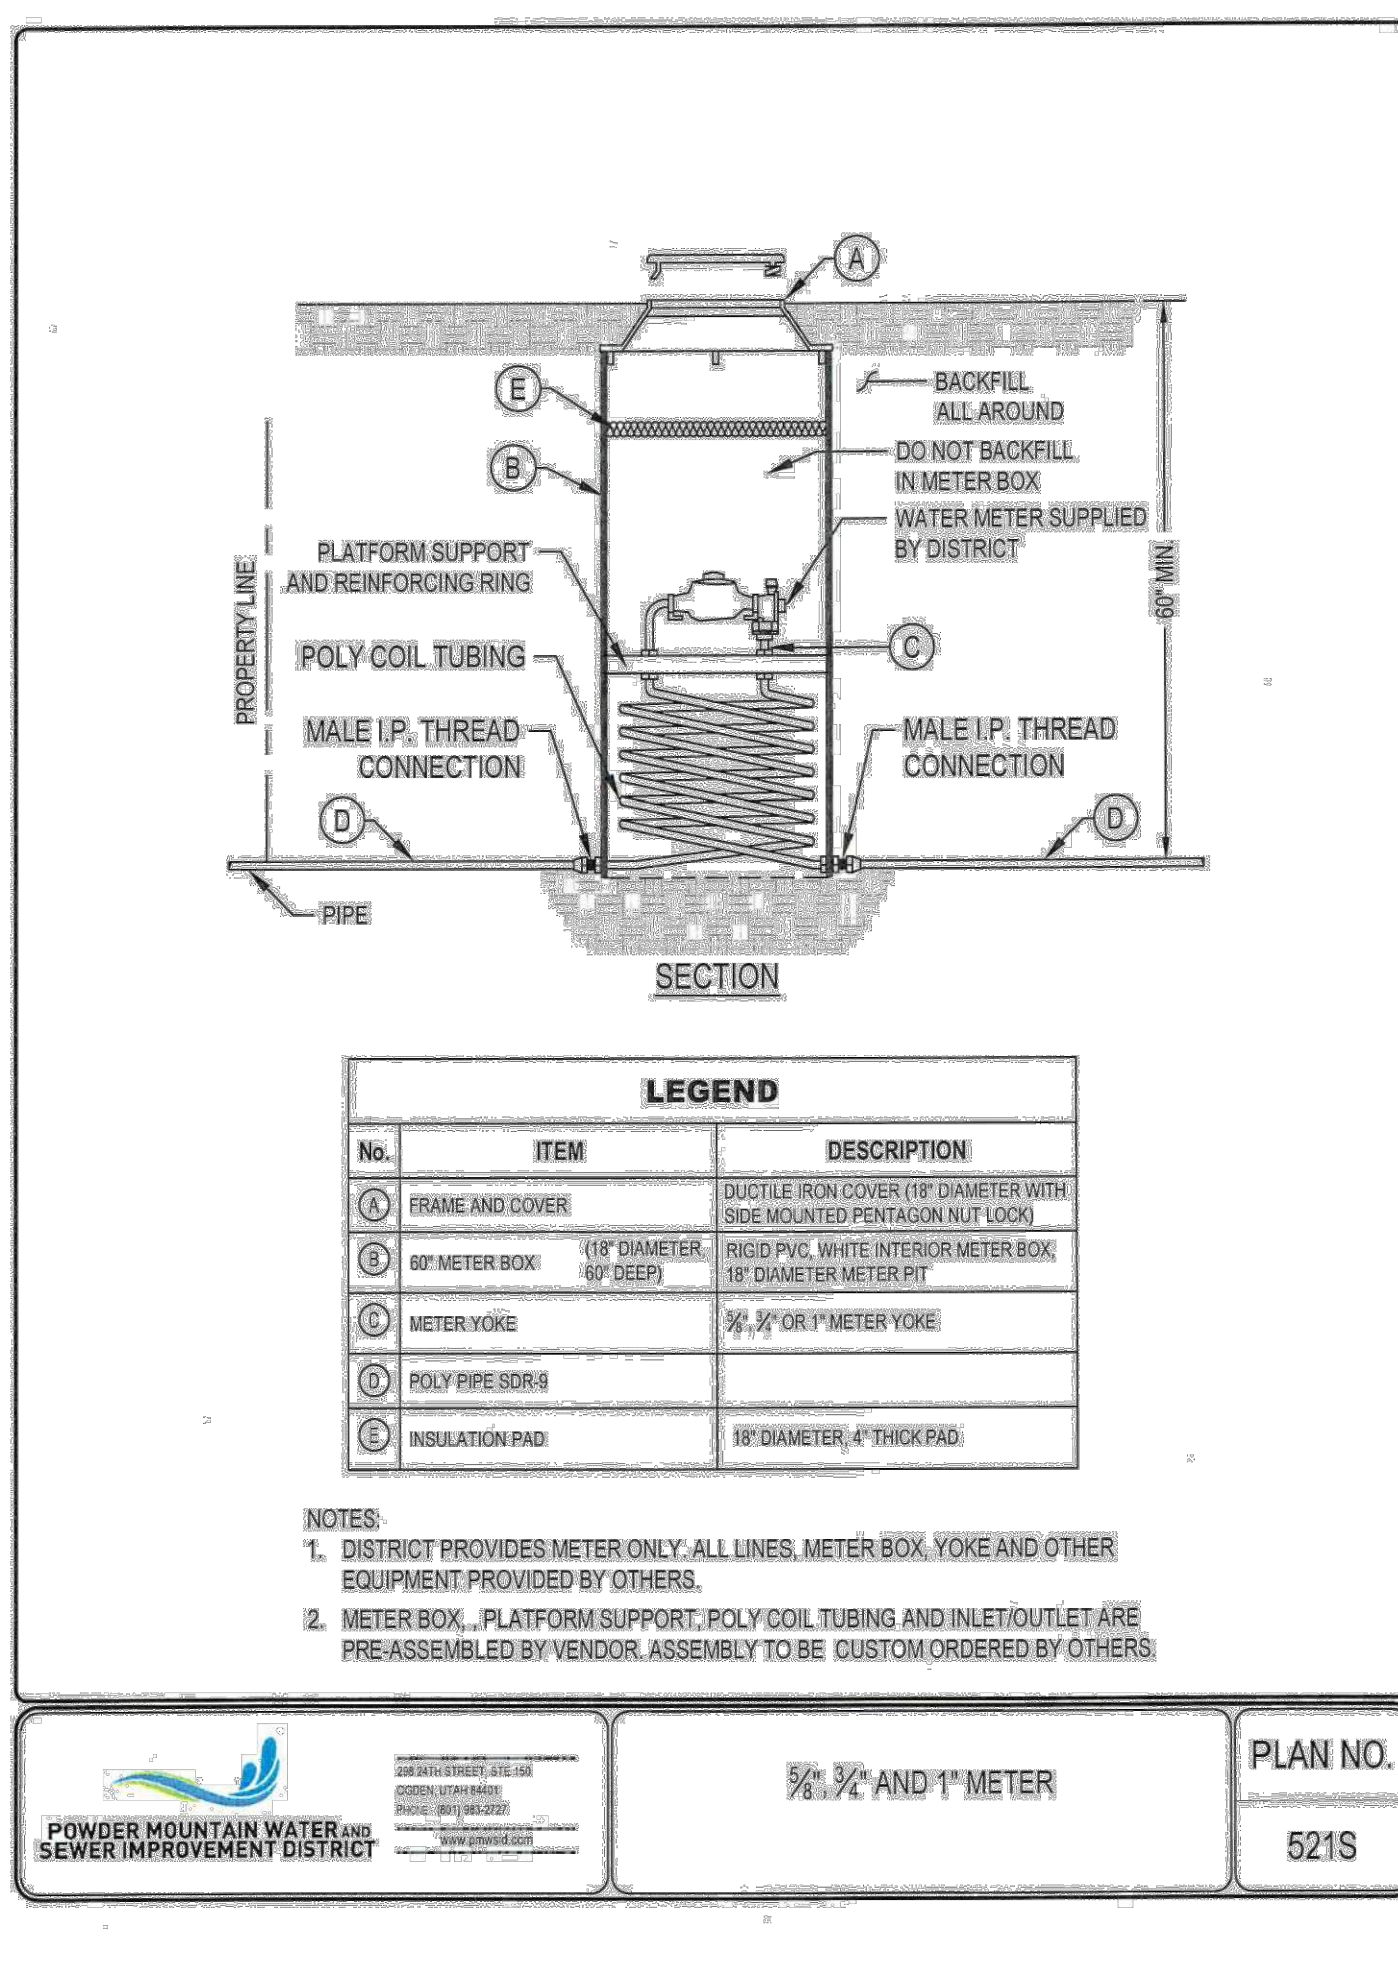 A
E
BACKFILL
ALL AROUND
B
DO NOT BACKFILL
IN METER BOX
WATER METER SUPPLIED
BY DISTRICT
PLATFORM SUPPORT
AND REINFORCING RING
60" MIN.
PROPERTY LINE
C
POLY COIL TUBING
MALE I.P. THREAD
CONNECTION
MALE I.P. THREAD
CONNECTION
D
D
PIPE
SECTION
LEGEND
No. ITEM DESCRIPTION
A FRAME AND COVER DUCTILE IRON COVER (18" DIAMETER WITH
SIDE MOUNTED PENTAGON NUT LOCK)
B 60" METER BOX (18" DIAMETER, 60" DEEP) RIGID PVC, WHITE INTERIOR METER BOX,
18" DIAMETER METER PIT
C METER YOKE 5/8", 3/4" OR 1" METER YOKE
D POLY PIPE SDR-9
E INSULATION PAD 18" DIAMETER, 4" THICK PAD
NOTES:
1. DISTRICT PROVIDES METER ONLY. ALL LINES, METER BOX, YOKE AND OTHER
EQUIPMENT PROVIDED BY OTHERS.
2. METER BOX, , PLATFORM SUPPORT, POLY COIL TUBING AND INLET/OUTLET ARE
PRE-ASSEMBLED BY VENDOR. ASSEMBLY TO BE CUSTOM ORDERED BY OTHERS.
POWDER MOUNTAIN WATER AND
SEWER IMPROVEMENT DISTRICT
298 24TH STREET, STE 150
OGDEN, UTAH 84401
PHONE: (801) 983-2727
www.pmwsid.com
5/8", 3/4" AND 1" METER
PLAN NO.
521S